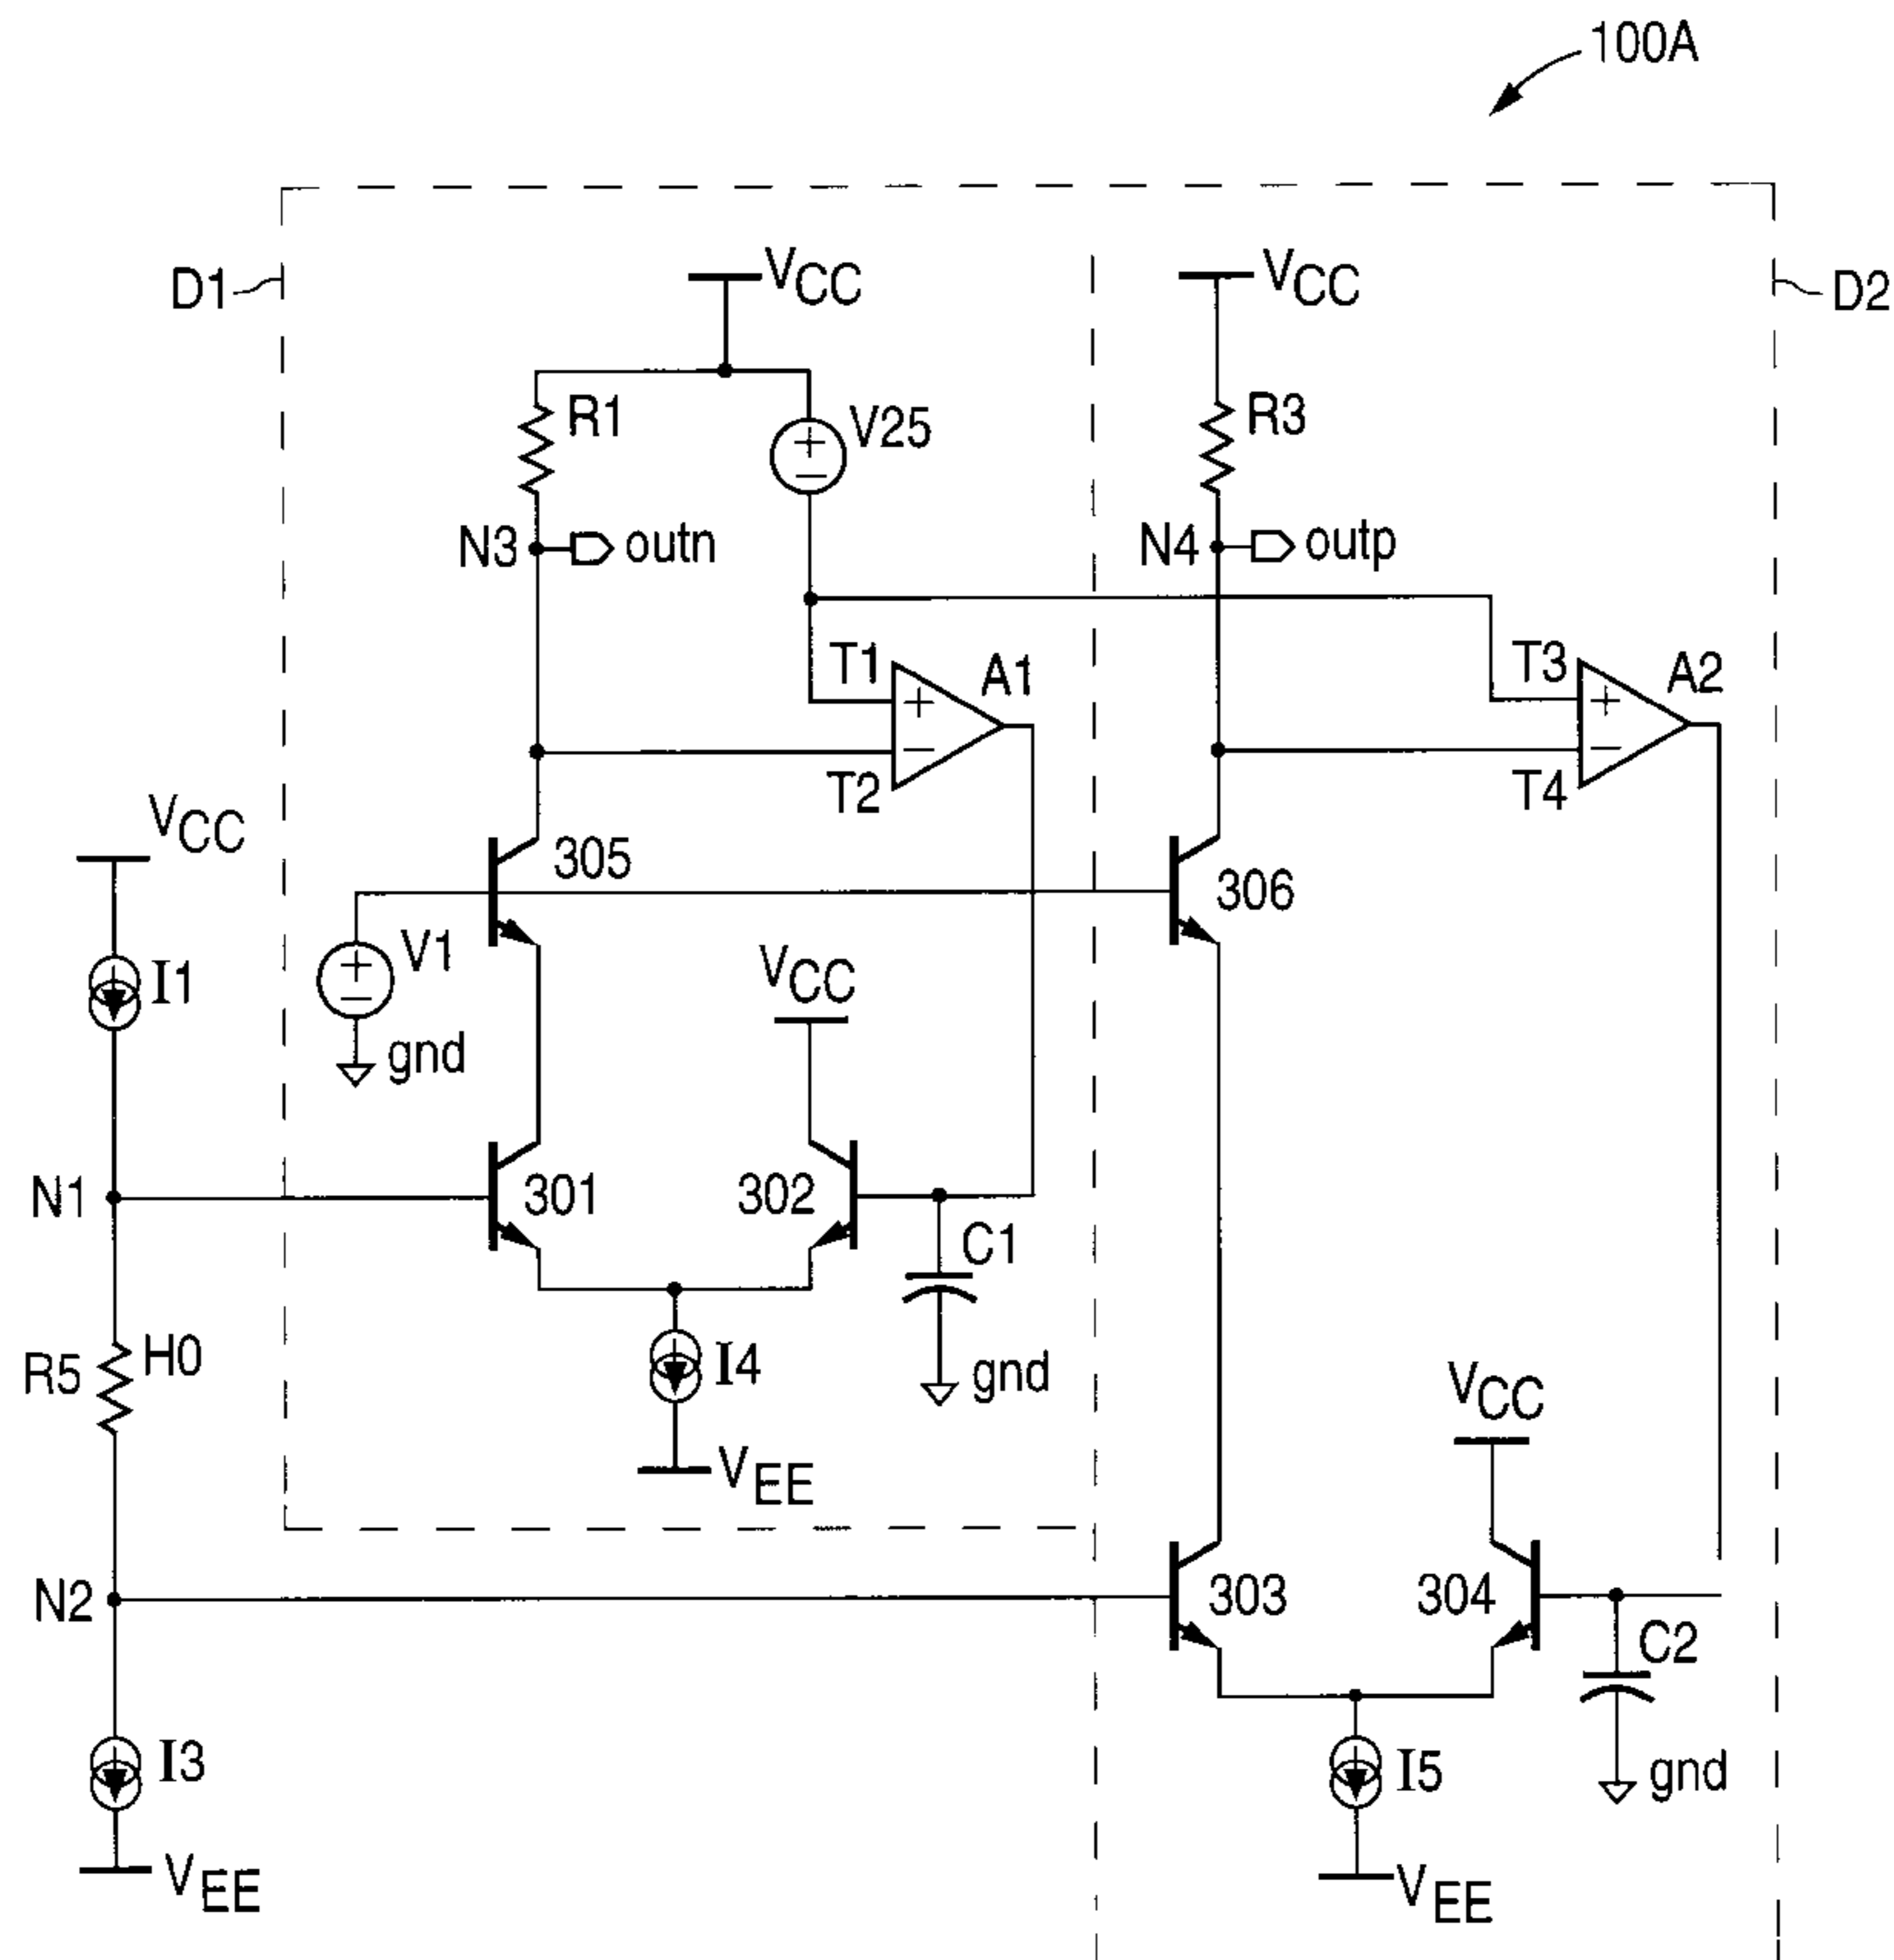 100A
D1
VCC
VCC
D2
R1
V25
R3
N3
outn
N4
outp
T1
+
−
A1
T2
T3
+
−
A2
T4
VCC
305
306
I1
V1
gnd
VCC
N1
301
302
C1
gnd
R5
H0
I4
VEE
VCC
N2
303
304
C2
gnd
I3
VEE
I5
VEE